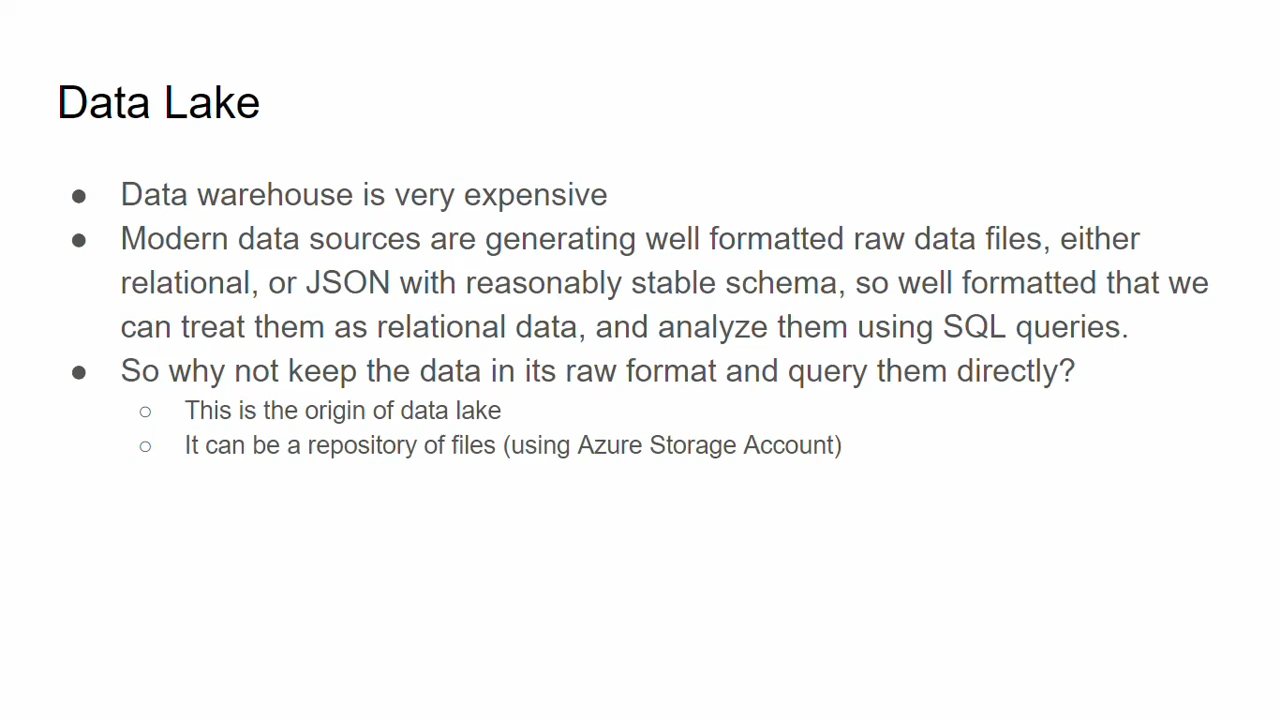 Data Lake
● Data warehouse is very expensive
● Modern data sources are generating well formatted raw data files, either
relational, or JSON with reasonably stable schema, so well formatted that we
can treat them as relational data, and analyze them using SQL queries.
● So why not keep the data in its raw format and query them directly?
○ This is the origin of data lake
○ It can be a repository of files (using Azure Storage Account)